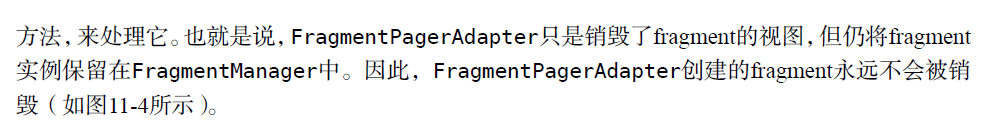 方法，来处理它。也就是说，FragmentPagerAdapter只是销毁了fragment的视图，但仍将fragment
实例保留在FragmentManager中。因此，FragmentPagerAdapter创建的fragment永远不会被销
毁（如图11-4所示）。